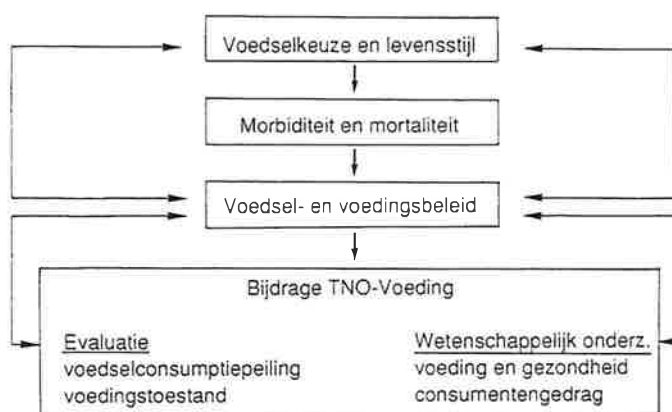 Voedselkeuze en levensstijl
Morbiditeit en mortaliteit
Voedsel- en voedingsbeleid
Bijdrage TNO-Voeding
Evaluatie
voedselconsumptiepeiling
voedingstoestand
Wetenschappelijk onderz.
voeding en gezondheid
consumentengedrag